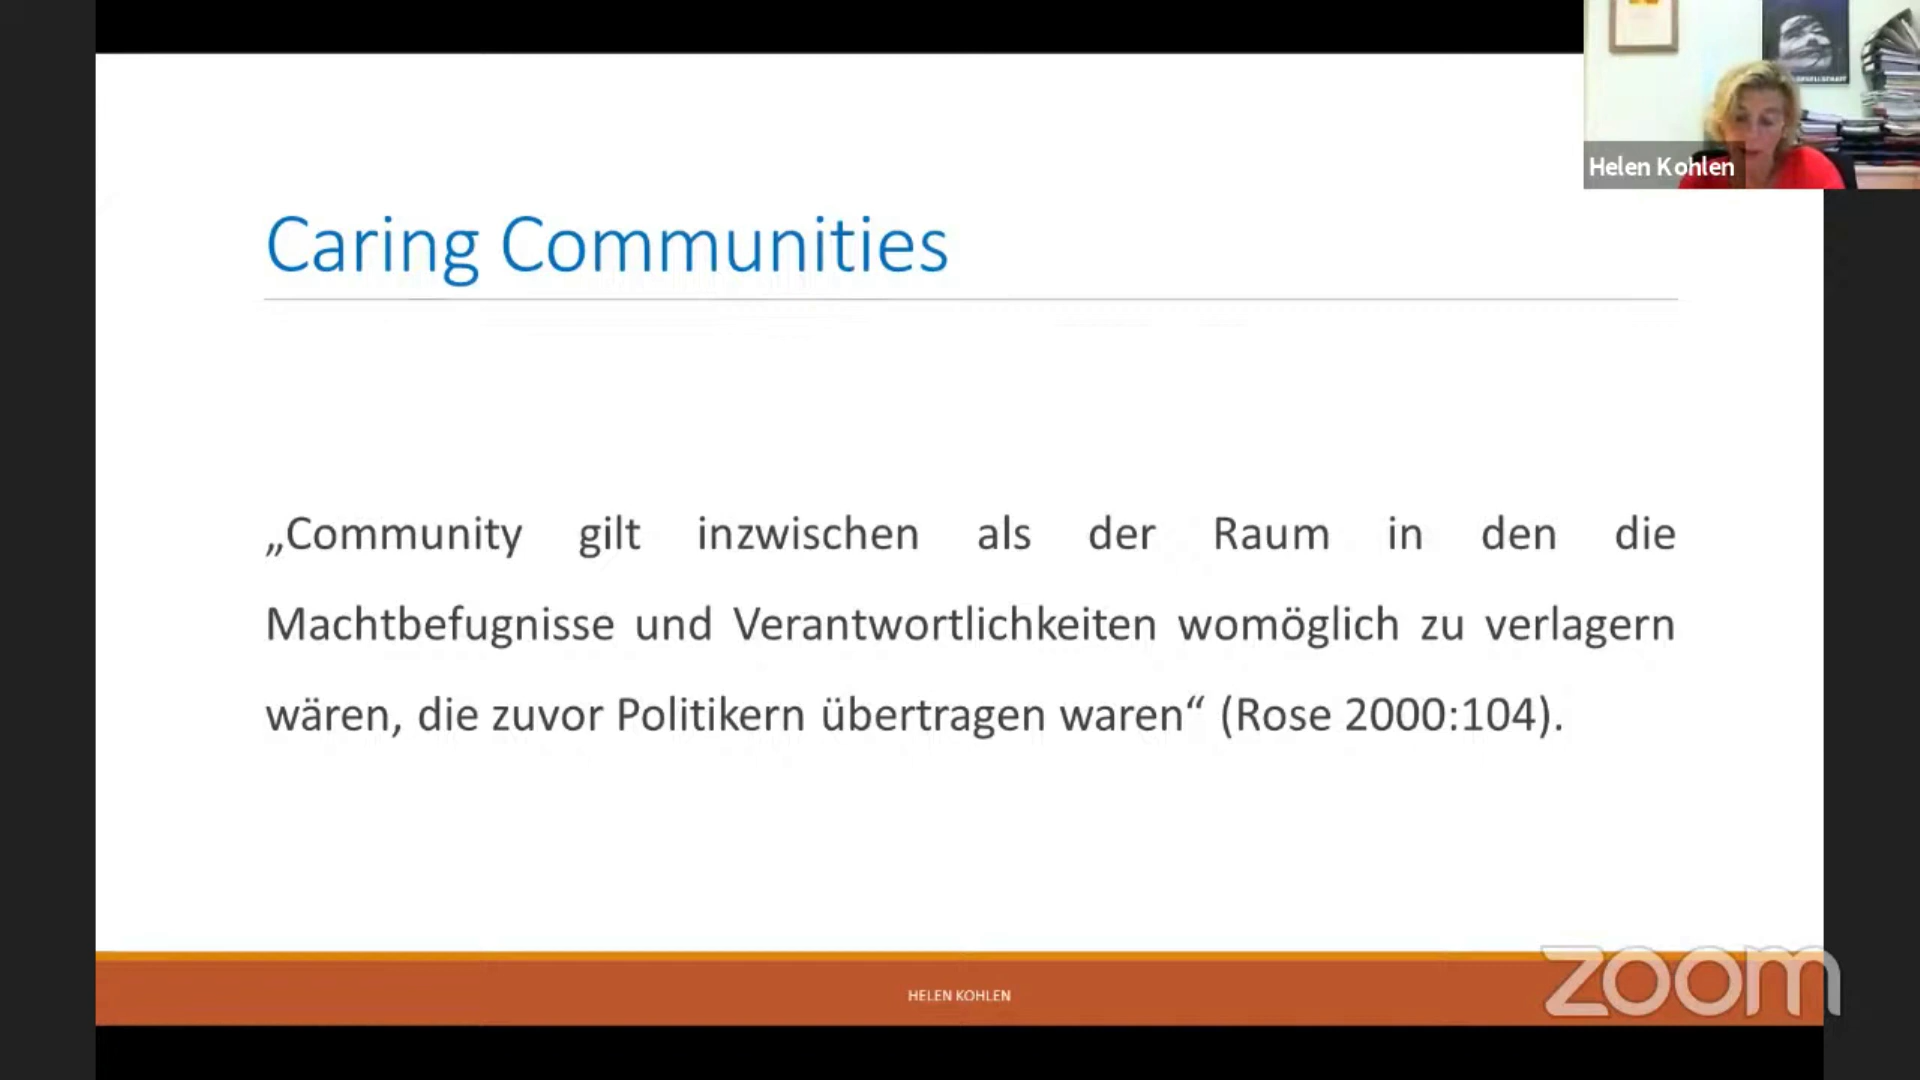 Helen Kohlen
Caring Communities
„Community gilt inzwischen als der Raum in den die
Machtbefugnisse und Verantwortlichkeiten womöglich zu verlagern
wären, die zuvor Politikern übertragen waren“ (Rose 2000:104).
HELEN KOHLEN
zoom